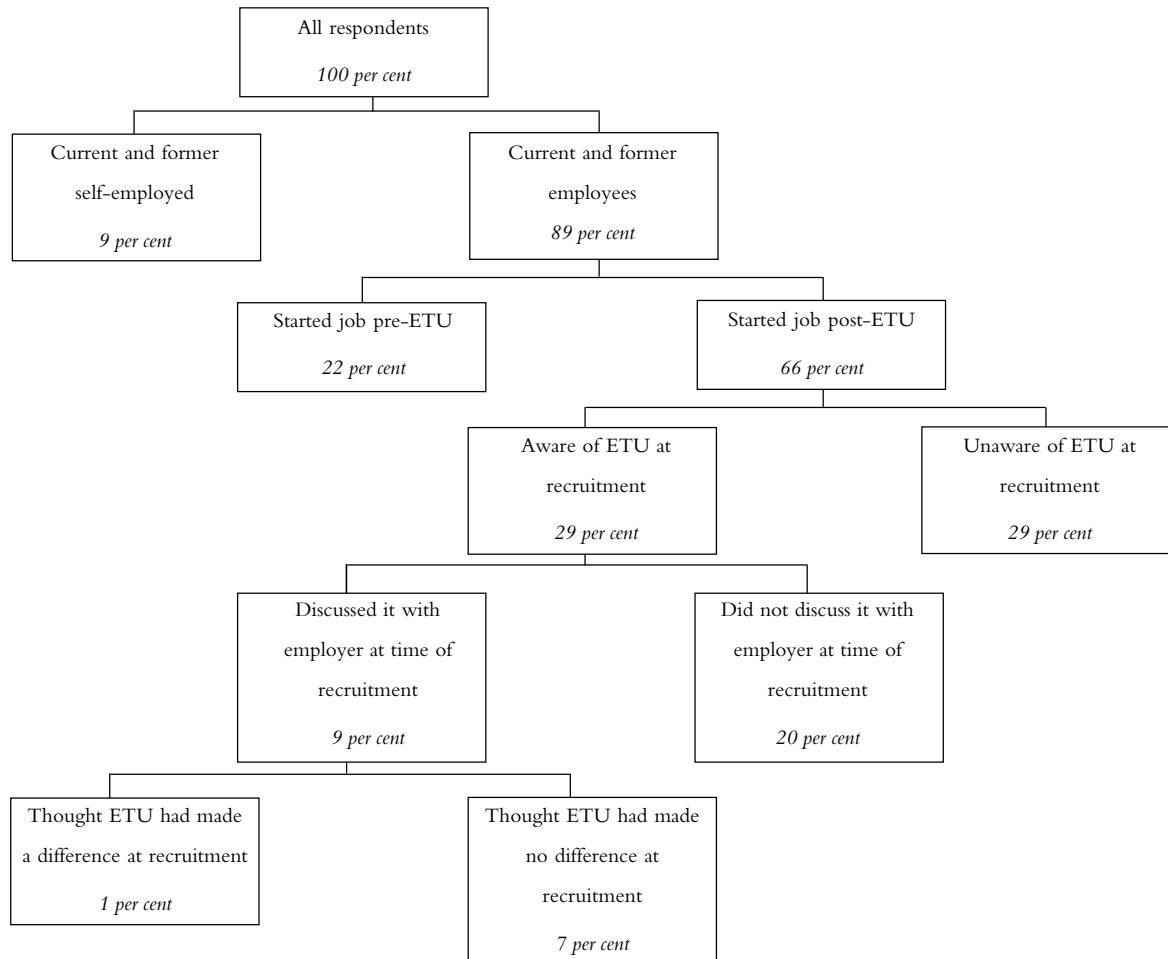 All respondents
100 per cent
Current and former
self-employed
9 per cent
Current and former
employees
89 per cent
Started job pre-ETU
22 per cent
Started job post-ETU
66 per cent
Aware of ETU at
recruitment
29 per cent
Unaware of ETU at
recruitment
29 per cent
Discussed it with
employer at time of
recruitment
9 per cent
Did not discuss it with
employer at time of
recruitment
20 per cent
Thought ETU had made
a difference at recruitment
1 per cent
Thought ETU had made
no difference at
recruitment
7 per cent